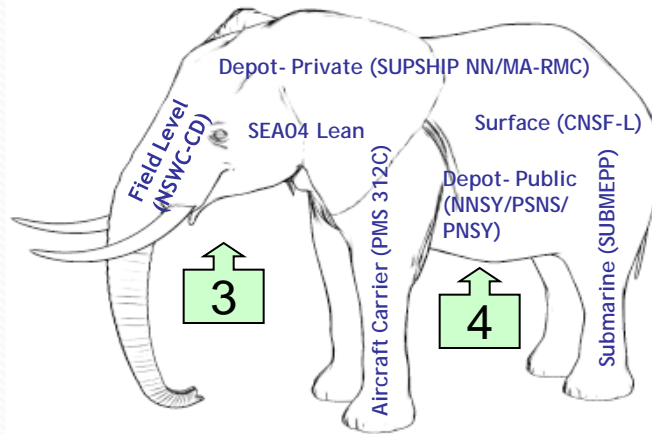 Depot- Private (SUPSHIP NN/MA-RMC)
Field Level
(NSWC-CD)
SEA04 Lean
Surface (CNSF-L)
Aircraft Carrier (PMS 312C)
Depot- Public
(NNSY/PSNS/
PNSY)
Submarine (SUBMEPP)
3
4